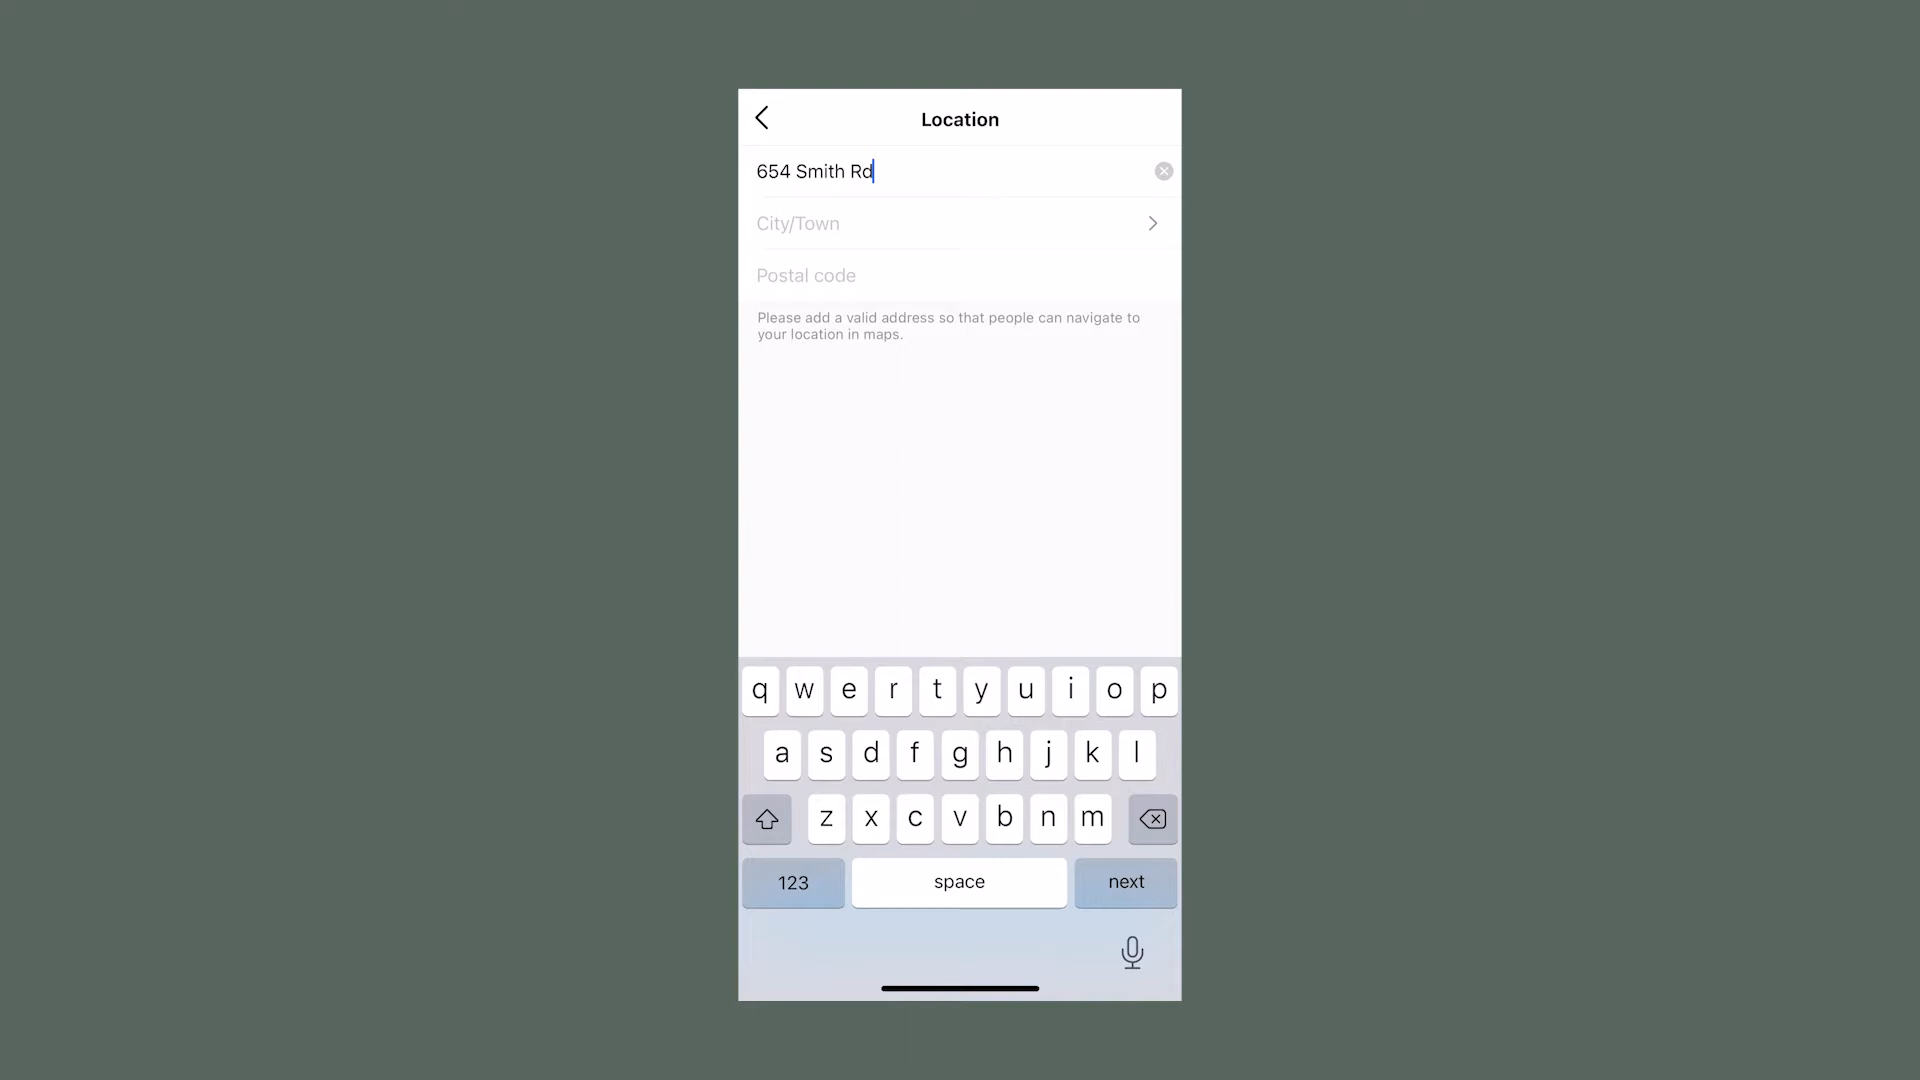 Location
654 Smith Rd
City/Town
Postal code
Please add a valid address so that people can navigate to
your location in maps.
q w e r t y u i o p
a s d f g h j k l
z x c v b n m
123 space next